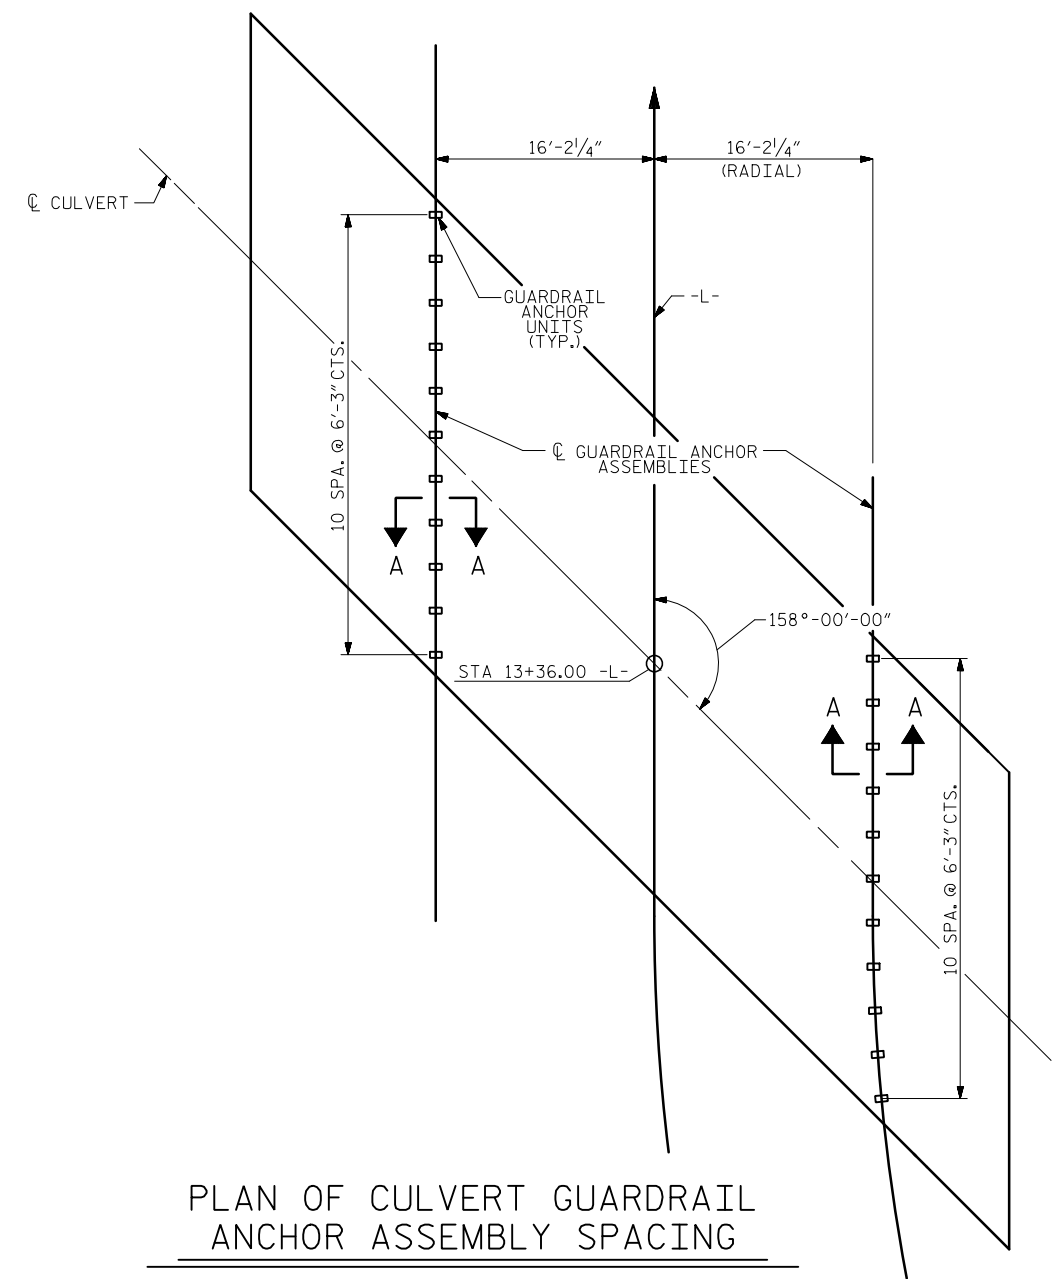 16′-2¼″
16′-2¼″
(RADIAL)
℄ CULVERT
GUARDRAIL
ANCHOR
UNITS
(TYP.)
-L-
10 SPA. @ 6′-3″ CTS.
℄ GUARDRAIL ANCHOR
ASSEMBLIES
A
A
158°-00′-00″
STA 13+36.00 -L-
A
A
10 SPA. @ 6′-3″ CTS.
PLAN OF CULVERT GUARDRAIL
ANCHOR ASSEMBLY SPACING